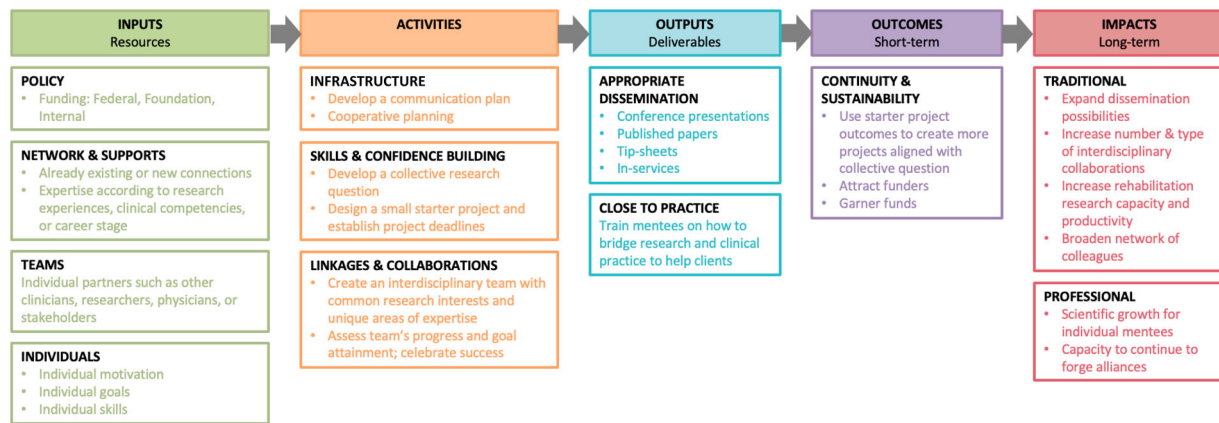 INPUTS
Resources
POLICY
• Funding: Federal, Foundation,
Internal
NETWORK & SUPPORTS
• Already existing or new connections
• Expertise according to research
experiences, clinical competencies,
or career stage
TEAMS
Individual partners such as other
clinicians, researchers, physicians, or
stakeholders
INDIVIDUALS
• Individual motivation
• Individual goals
• Individual skills
ACTIVITIES
INFRASTRUCTURE
• Develop a communication plan
• Cooperative planning
SKILLS & CONFIDENCE BUILDING
• Develop a collective research
question
• Design a small starter project and
establish project deadlines
LINKAGES & COLLABORATIONS
• Create an interdisciplinary team with
common research interests and
unique areas of expertise
• Assess team's progress and goal
attainment; celebrate success
OUTPUTS
Deliverables
APPROPRIATE
DISSEMINATION
• Conference presentations
• Published papers
• Tip-sheets
• In-services
CLOSE TO PRACTICE
Train mentees on how to
bridge research and clinical
practice to help clients
OUTCOMES
Short-term
CONTINUITY &
SUSTAINABILITY
• Use starter project
outcomes to create more
projects aligned with
collective question
• Attract funders
• Garner funds
IMPACTS
Long-term
TRADITIONAL
• Expand dissemination
possibilities
• Increase number & type
of interdisciplinary
collaborations
• Increase rehabilitation
research capacity and
productivity
• Broaden network of
colleagues
PROFESSIONAL
• Scientific growth for
individual mentees
• Capacity to continue to
forge alliances